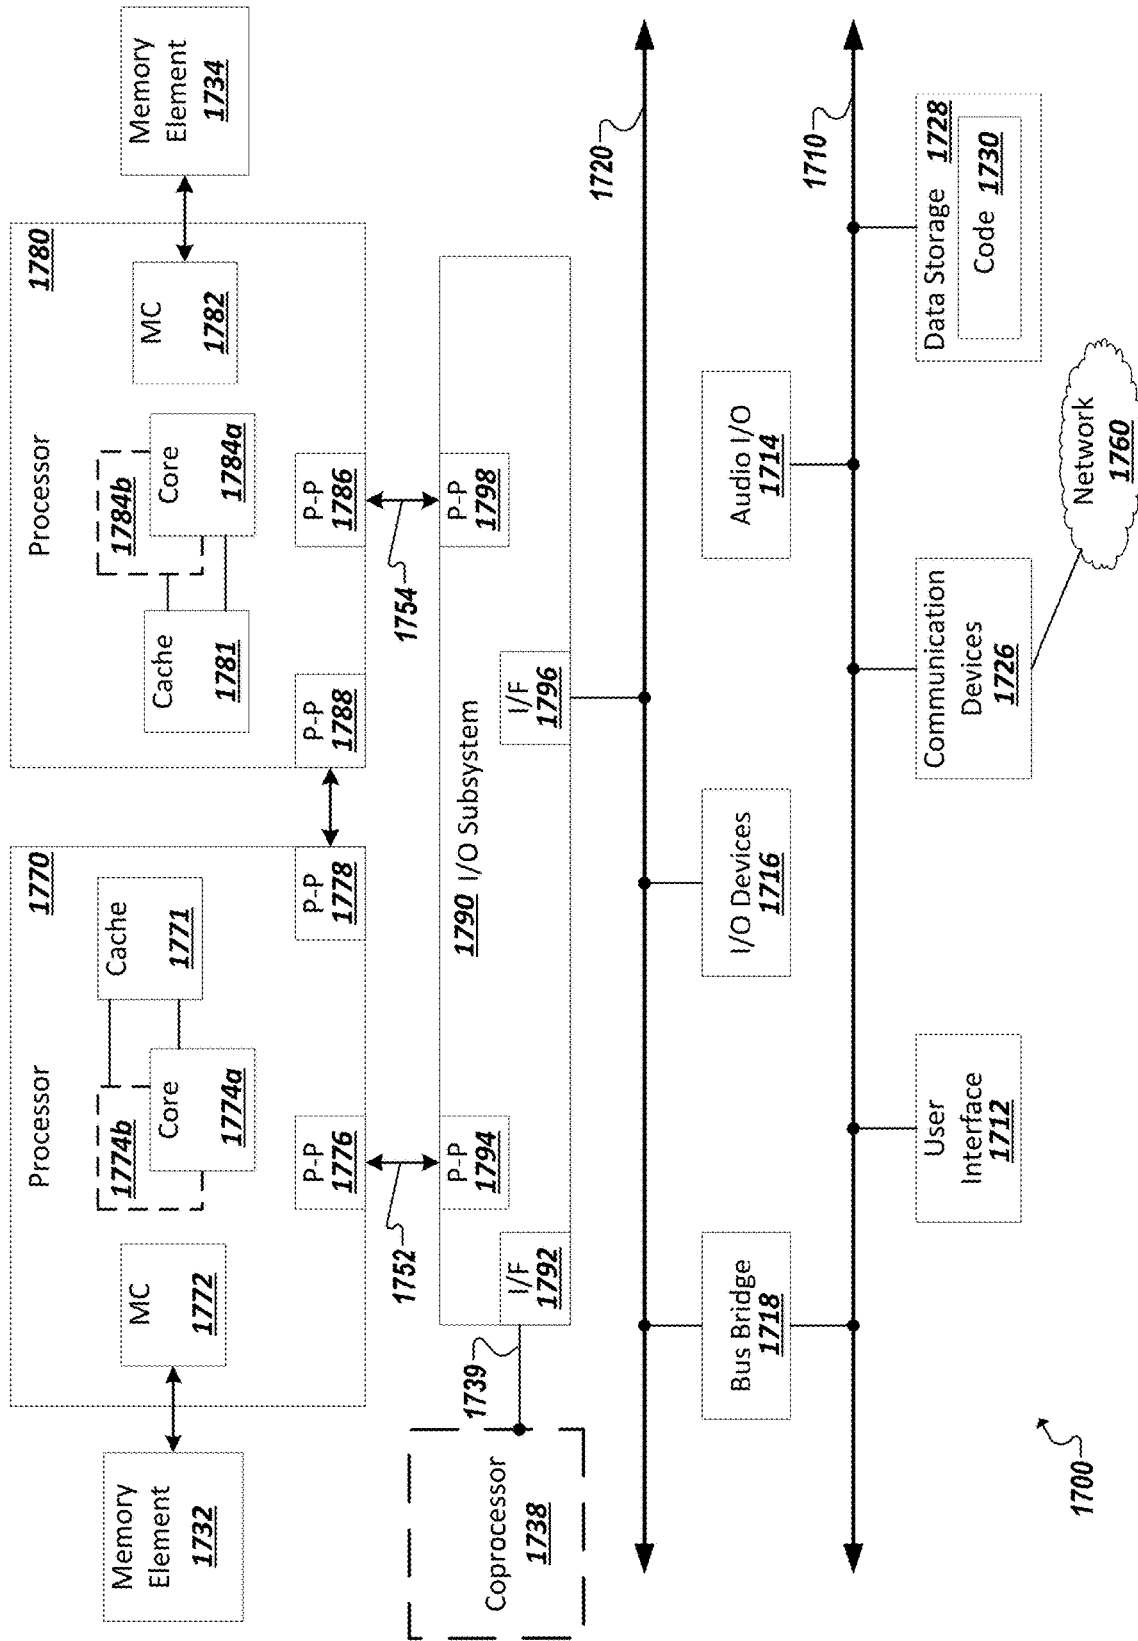 Processor
1770
Processor
1780
Memory
Element
1732
MC
1772
1774b
Core
1774a
Cache
1771
Cache
1781
1784b
Core
1784a
MC
1782
Memory
Element
1734
P-P
1776
P-P
1778
P-P
1788
P-P
1786
1752
1754
Coprocessor
1738
1739
I/F
1792
P-P
1794
1790 I/O Subsystem
I/F
1796
P-P
1798
1720
Bus Bridge
1718
I/O Devices
1716
Audio I/O
1714
1710
User
Interface
1712
Communication
Devices
1726
Network
1760
Data Storage 1728
Code 1730
1700